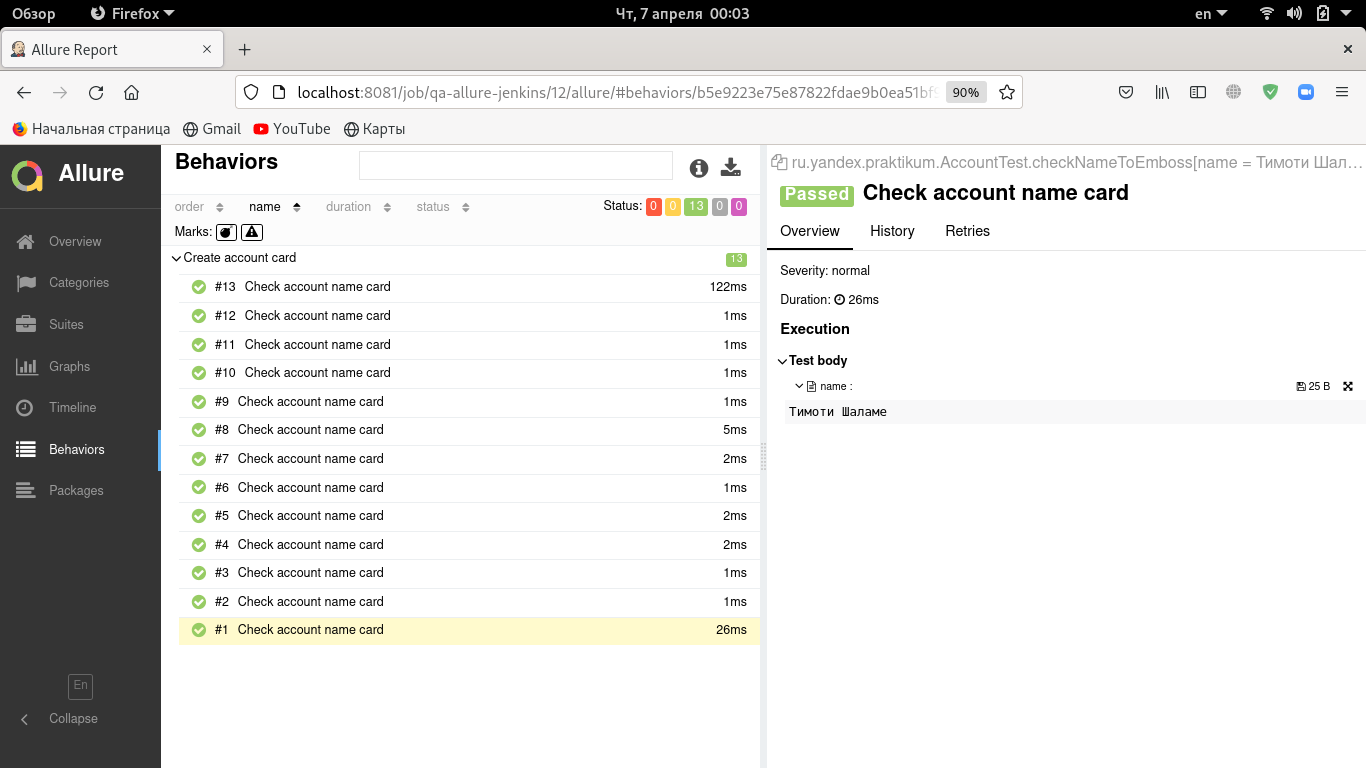 Обзор Firefox Чт, 7 апреля 00:03 en
Allure Report
localhost:8081/job/qa-allure-jenkins/12/allure/#behaviors/b5e9223e75e87822fdae9b0ea51bf 90%
Начальная страница Gmail YouTube Карты
Allure
Overview
Categories
Suites
Graphs
Timeline
Behaviors
Packages
En
Collapse
Behaviors
order name duration status Status: 0 0 13 0 0
Marks:
Create account card 13
#13 Check account name card 122ms
#12 Check account name card 1ms
#11 Check account name card 1ms
#10 Check account name card 1ms
#9 Check account name card 1ms
#8 Check account name card 5ms
#7 Check account name card 2ms
#6 Check account name card 1ms
#5 Check account name card 2ms
#4 Check account name card 2ms
#3 Check account name card 1ms
#2 Check account name card 1ms
#1 Check account name card 26ms
ru.yandex.praktikum.AccountTest.checkNameToEmboss[name = Тимоти Шал...
Passed Check account name card
Overview History Retries
Severity: normal
Duration: 26ms
Execution
Test body
name : 25 B
Тимоти Шаламе